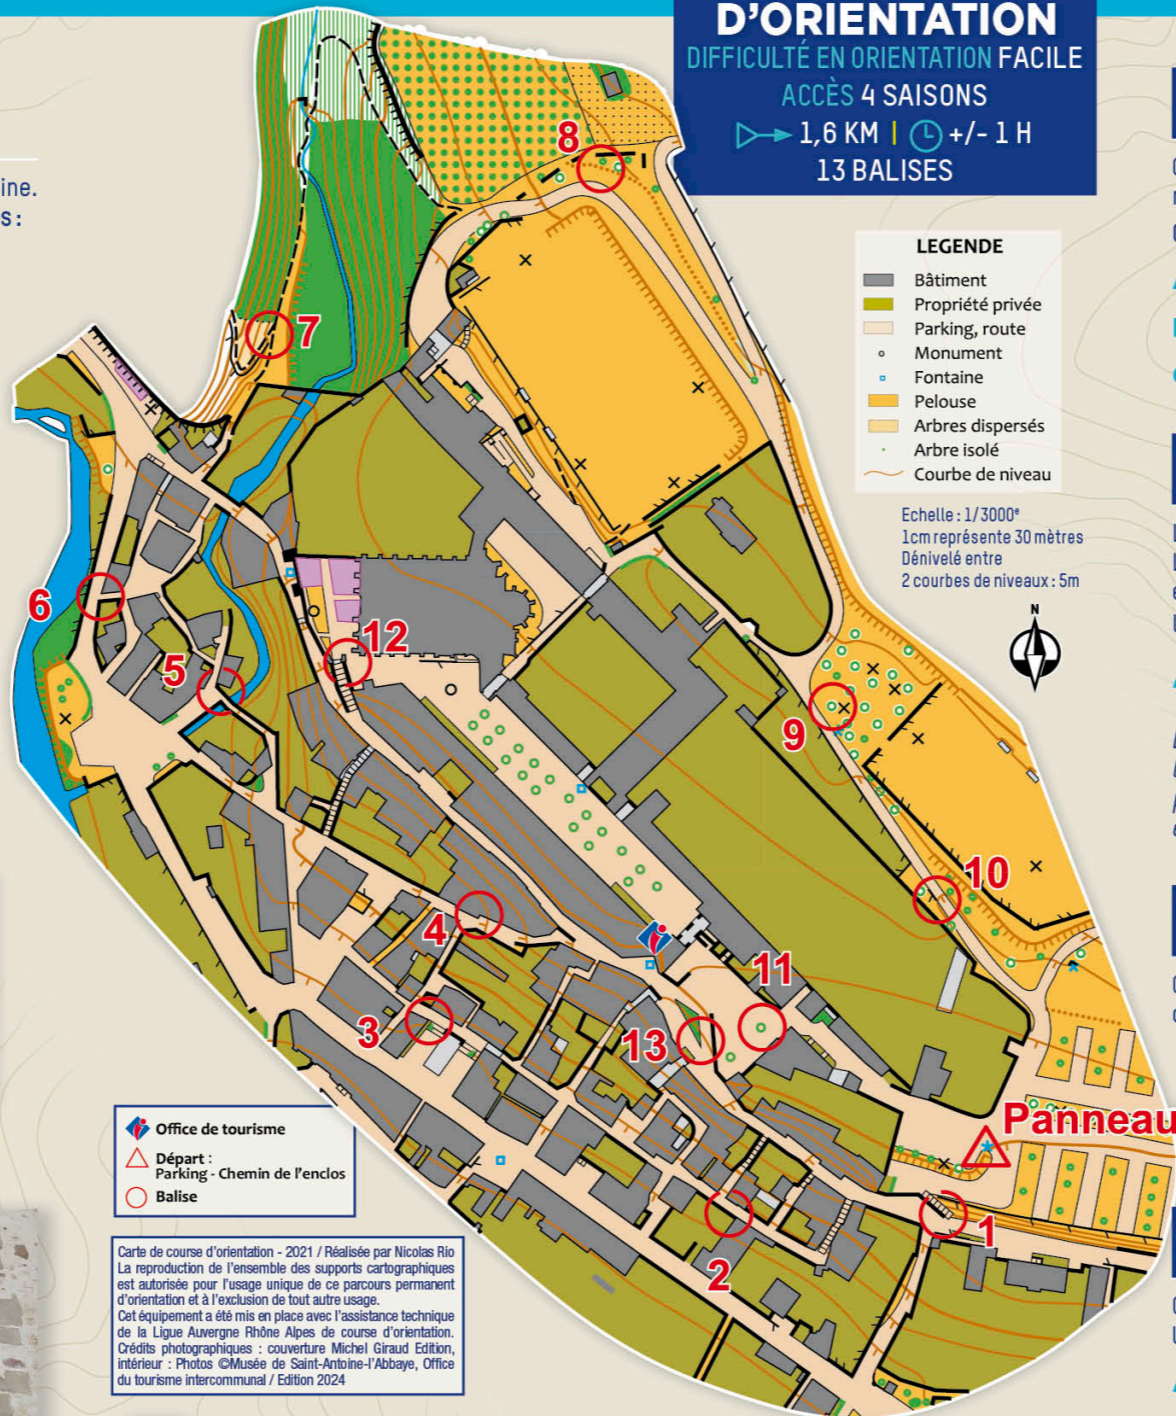 D'ORIENTATION
DIFFICULTÉ EN ORIENTATION FACILE
ACCÈS 4 SAISONS
1,6 KM | +/- 1 H
13 BALISES
ine.
s :
LEGENDE
Bâtiment
Propriété privée
Parking, route
Monument
Fontaine
Pelouse
Arbres dispersés
Arbre isolé
Courbe de niveau
Echelle : 1/3000e
1cm représente 30 mètres
Dénivelé entre
2 courbes de niveaux : 5m
N
8
7
6
5
12
9
10
4
11
3
13
Panneau
1
2
Office de tourisme
Départ :
Parking - Chemin de l'enclos
Balise
Carte de course d'orientation - 2021 / Réalisée par Nicolas Rio
La reproduction de l'ensemble des supports cartographiques
est autorisée pour l'usage unique de ce parcours permanent
d'orientation et à l'exclusion de tout autre usage.
Cet équipement a été mis en place avec l'assistance technique
de la Ligue Auvergne Rhône Alpes de course d'orientation.
Crédits photographiques : couverture Michel Giraud Edition,
intérieur : Photos ©Musée de Saint-Antoine-l'Abbaye, Office
du tourisme intercommunal / Edition 2024